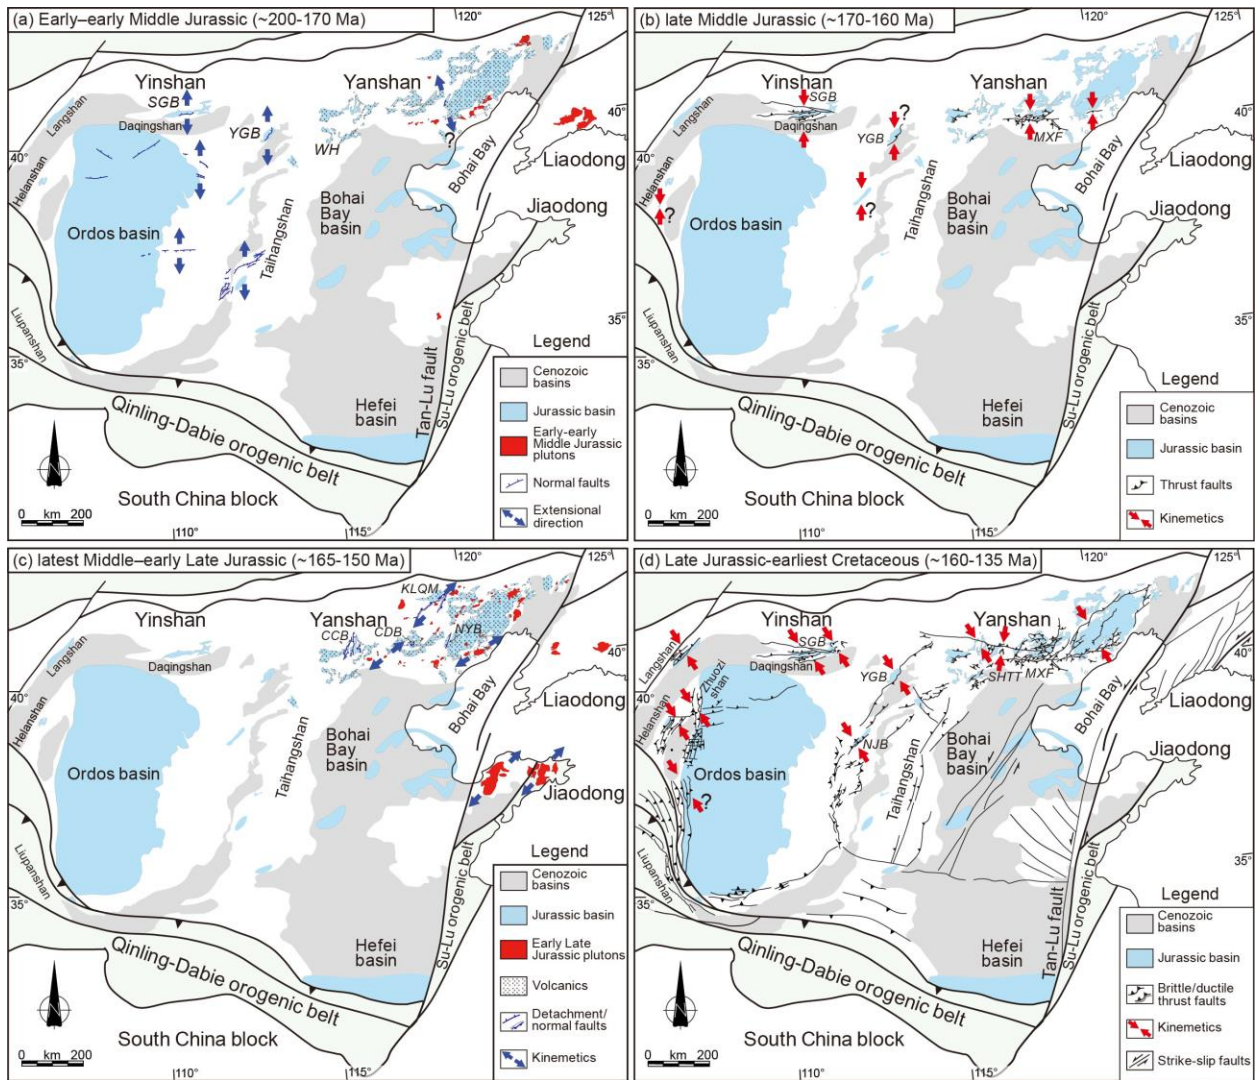 (a) Early–early Middle Jurassic (~200-170 Ma)
120°
125°
Yinshan
Yanshan
SGB
Langshan
Daqingshan
YGB
WH
?
40°
40°
Helanshan
Bohai Bay
Liaodong
Jiaodong
Ordos basin
Taihangshan
Bohai
Bay
basin
Liupanshan
35°
35°
Tan-Lu fault
Su-Lu orogenic belt
Hefei
basin
Qinling-Dabie orogenic belt
South China block
0 km 200
110°
115°
Legend
Cenozoic
basins
Jurassic basin
Early-early
Middle Jurassic
plutons
Normal faults
Extensional
direction
(b) late Middle Jurassic (~170-160 Ma)
120°
125°
Yinshan
Yanshan
SGB
Langshan
Daqingshan
YGB
?
MXF
40°
40°
Helanshan
?
?
Bohai Bay
Liaodong
Jiaodong
Ordos basin
Taihangshan
Bohai
Bay
basin
Liupanshan
35°
35°
Tan-Lu fault
Su-Lu orogenic belt
Hefei
basin
Qinling-Dabie orogenic belt
South China block
0 km 200
110°
115°
Legend
Cenozoic
basins
Jurassic basin
Thrust faults
Kinemetics
(c) latest Middle–early Late Jurassic (~165-150 Ma)
120°
125°
KLQM
Yinshan
Yanshan
CCB
CDB
NYB
Langshan
Daqingshan
40°
40°
Helanshan
Bohai Bay
Liaodong
Jiaodong
Ordos basin
Taihangshan
Bohai
Bay
basin
Liupanshan
35°
35°
Su-Lu orogenic belt
Hefei
basin
Qinling-Dabie orogenic belt
South China block
0 km 200
110°
115°
Legend
Cenozoic
basins
Jurassic basin
Early Late
Jurassic plutons
Volcanics
Detachment/
normal faults
Kinemetics
(d) Late Jurassic-earliest Cretaceous (~160-135 Ma)
120°
125°
Yinshan
Yanshan
SGB
Langshan
Daqingshan
YGB
SHTT
MXF
40°
40°
Zhuozi
shan
Helanshan
NJB
Bohai Bay
Liaodong
Jiaodong
Ordos basin
?
Taihangshan
Bohai
Bay
basin
Liupanshan
35°
35°
Tan-Lu fault
Su-Lu orogenic belt
Hefei
basin
Qinling-Dabie orogenic belt
South China block
0 km 200
110°
115°
Legend
Cenozoic
basins
Jurassic basin
Brittle/ductile
thrust faults
Kinemetics
Strike-slip faults